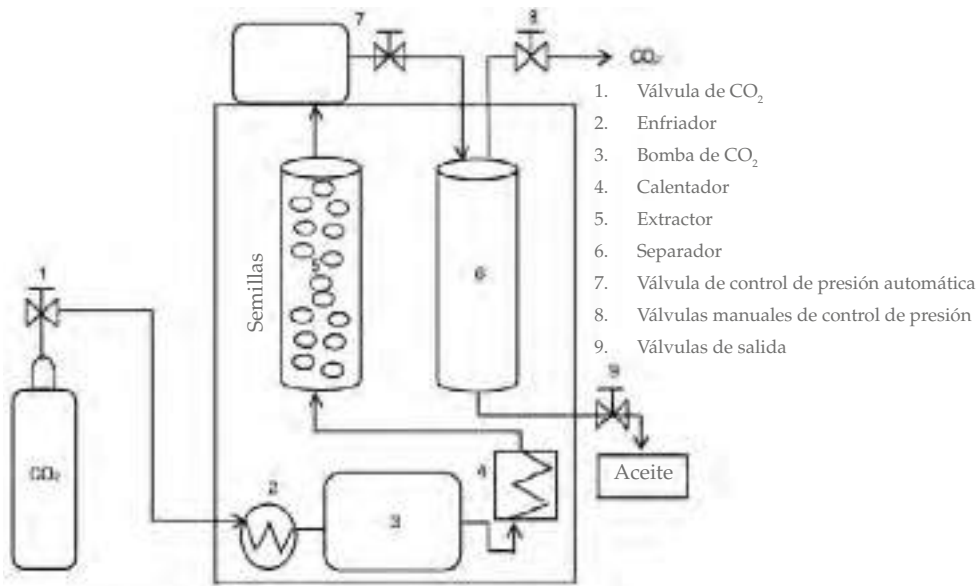 7
8
CO₂
1. Válvula de CO₂
2. Enfriador
3. Bomba de CO₂
4. Calentador
5. Extractor
6. Separador
7. Válvula de control de presión automática
8. Válvulas manuales de control de presión
9. Válvulas de salida
Semillas
5
6
1
9
CO₂
2
3
4
Aceite